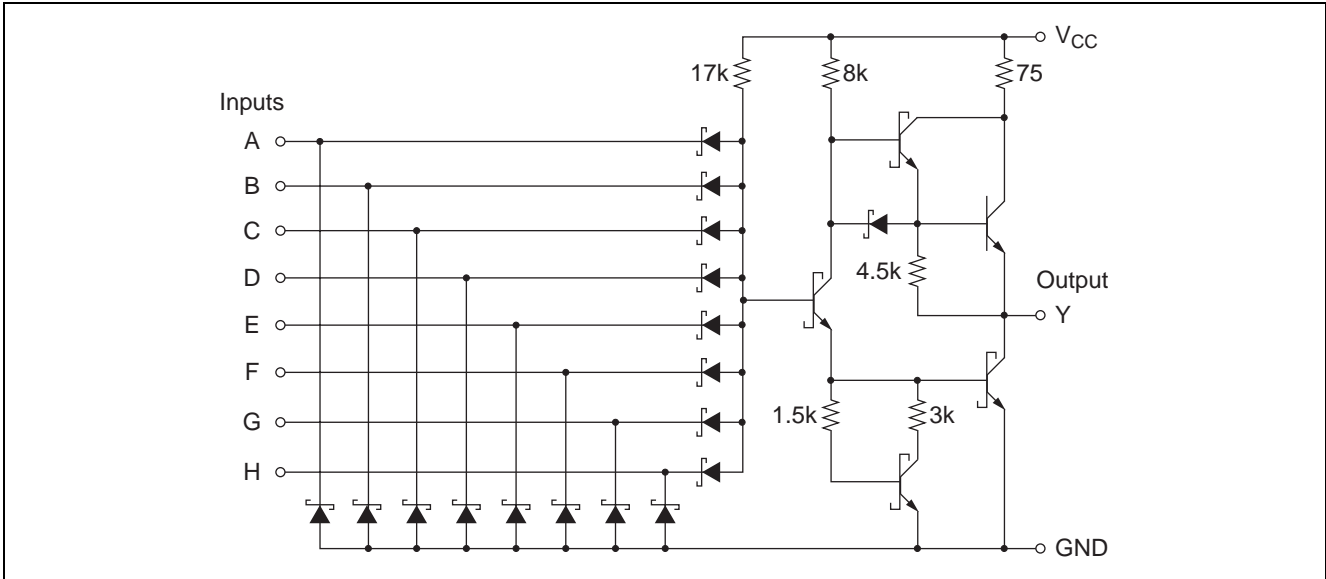 V_CC
17k
8k
75
Inputs
A
B
C
D
E
F
G
H
4.5k
Output
Y
1.5k
3k
GND